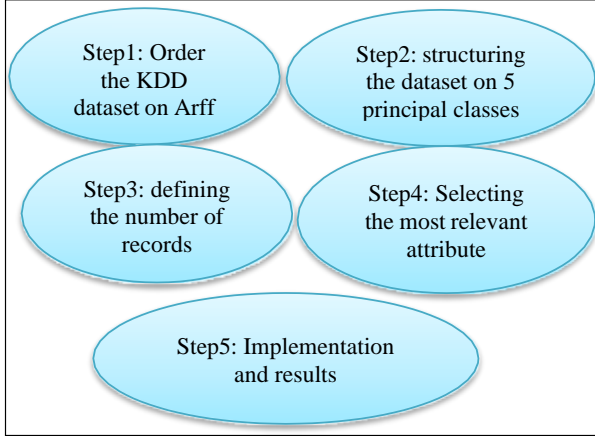 Step1: Order
the KDD
dataset on Arff
Step2: structuring
the dataset on 5
principal classes
Step3: defining
the number of
records
Step4: Selecting
the most relevant
attribute
Step5: Implementation
and results